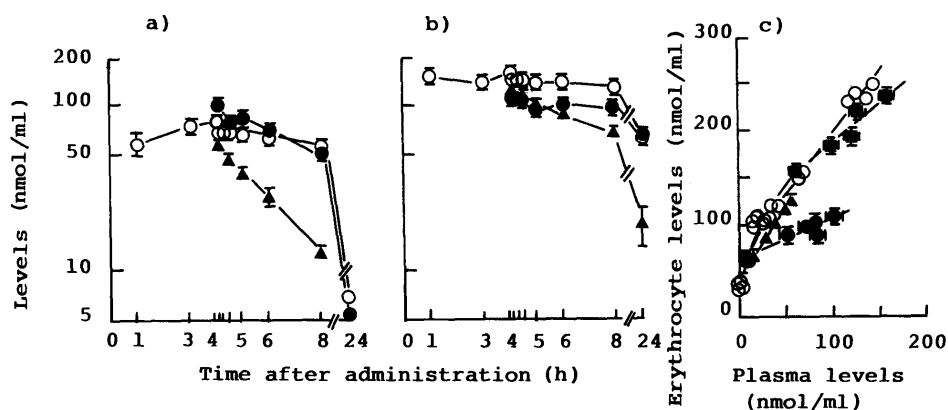 a)
b)
c)
Levels (nmol/ml)
200
100
50
10
5
0 1 3 4 5 6 8 24
0 1 3 4 5 6 8 24
Time after administration (h)
Erythrocyte levels (nmol/ml)
300
200
100
0
0 100 200
Plasma levels
(nmol/ml)